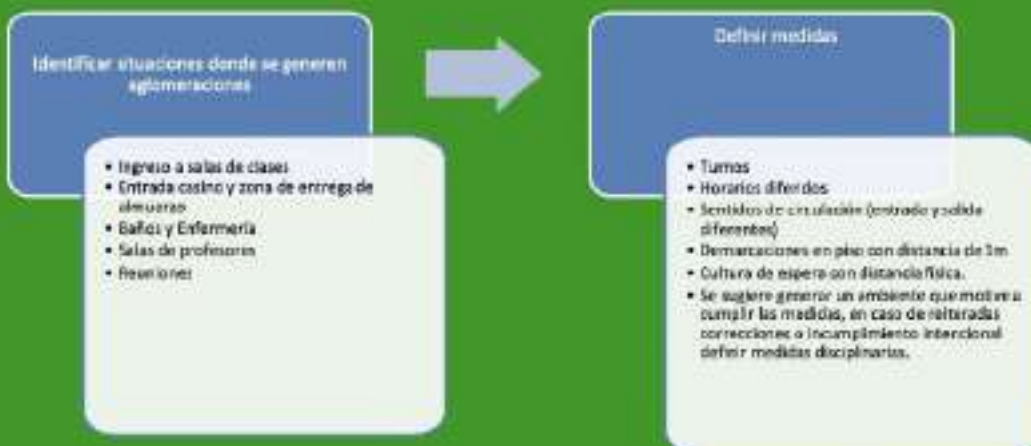 Identificar situaciones donde se generen
aglomeraciones
• Ingreso a salas de clases
• Entrada casino y zona de entrega de
almuerzo
• Baños y Enfermería
• Salas de profesores
• Reuniones
Definir medidas
• Turnos
• Horarios diferidos
• Sentidos de circulación (entrada y salida
diferentes)
• Demarcaciones en piso con distancia de 1m
• Cultura de espera con distancia física.
• Se sugiere generar un ambiente que motive a
cumplir las medidas, en caso de reiteradas
correcciones o incumplimiento intencional
definir medidas disciplinarias.